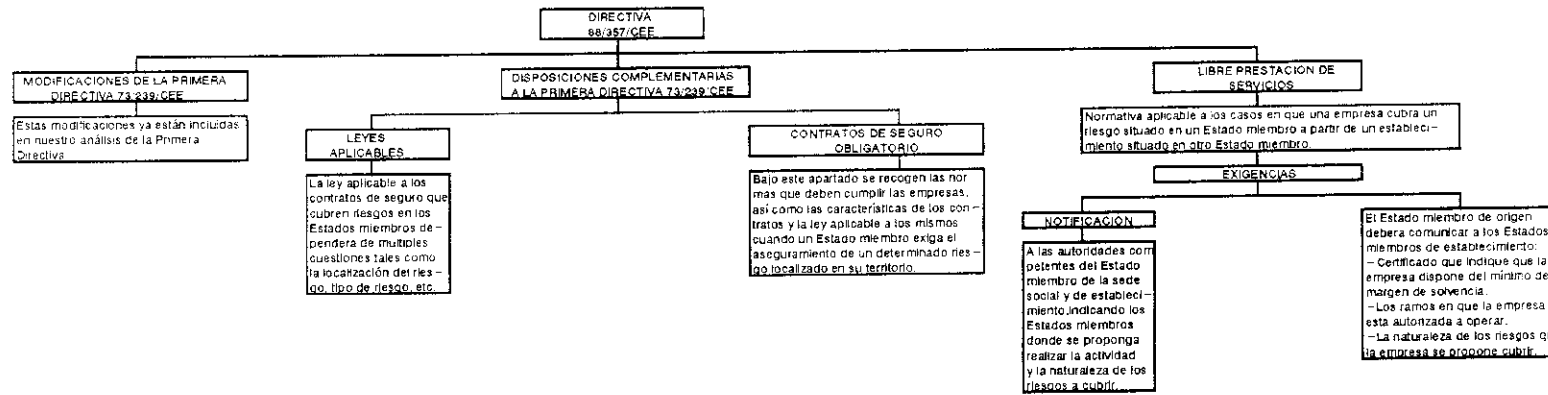 DIRECTIVA
88/357/CEE
MODIFICACIONES DE LA PRIMERA
DIRECTIVA 73/239/CEE
Estas modificaciones ya están incluidas
en nuestro análisis de la Primera
Directiva
DISPOSICIONES COMPLEMENTARIAS
A LA PRIMERA DIRECTIVA 73/239/CEE
LEYES
APLICABLES
La ley aplicable a los
contratos de seguro que
cubren riesgos en los
Estados miembros de-
pendera de multiples
cuestiones tales como
la localización del ries-
go, tipo de riesgo, etc.
CONTRATOS DE SEGURO
OBLIGATORIO
Bajo este apartado se recogen las nor
mas que deben cumplir las empresas,
así como las características de los con-
tratos y la ley aplicable a los mismos
cuando un Estado miembro exiga el
aseguramiento de un determinado ries-
go localizado en su territorio.
LIBRE PRESTACION DE
SERVICIOS
Normativa aplicable a los casos en que una empresa cubra un
riesgo situado en un Estado miembro a partir de un estableci-
miento situado en otro Estado miembro.
EXIGENCIAS
NOTIFICACIÓN
A las autoridades com
petentes del Estado
miembro de la sede
social y de estableci-
miento,indicando los
Estados miembros
donde se proponga
realizar la actividad
y la naturaleza de los
riesgos a cubrir.
El Estado miembro de origen
debera comunicar a los Estados
miembros de establecimiento:
-Certificado que indique que la
empresa dispone del mínimo de
margen de solvencia.
-Los ramos en que la empresa
esta autorizada a operar.
-La naturaleza de los riesgos q
la empresa se propone cubrir.